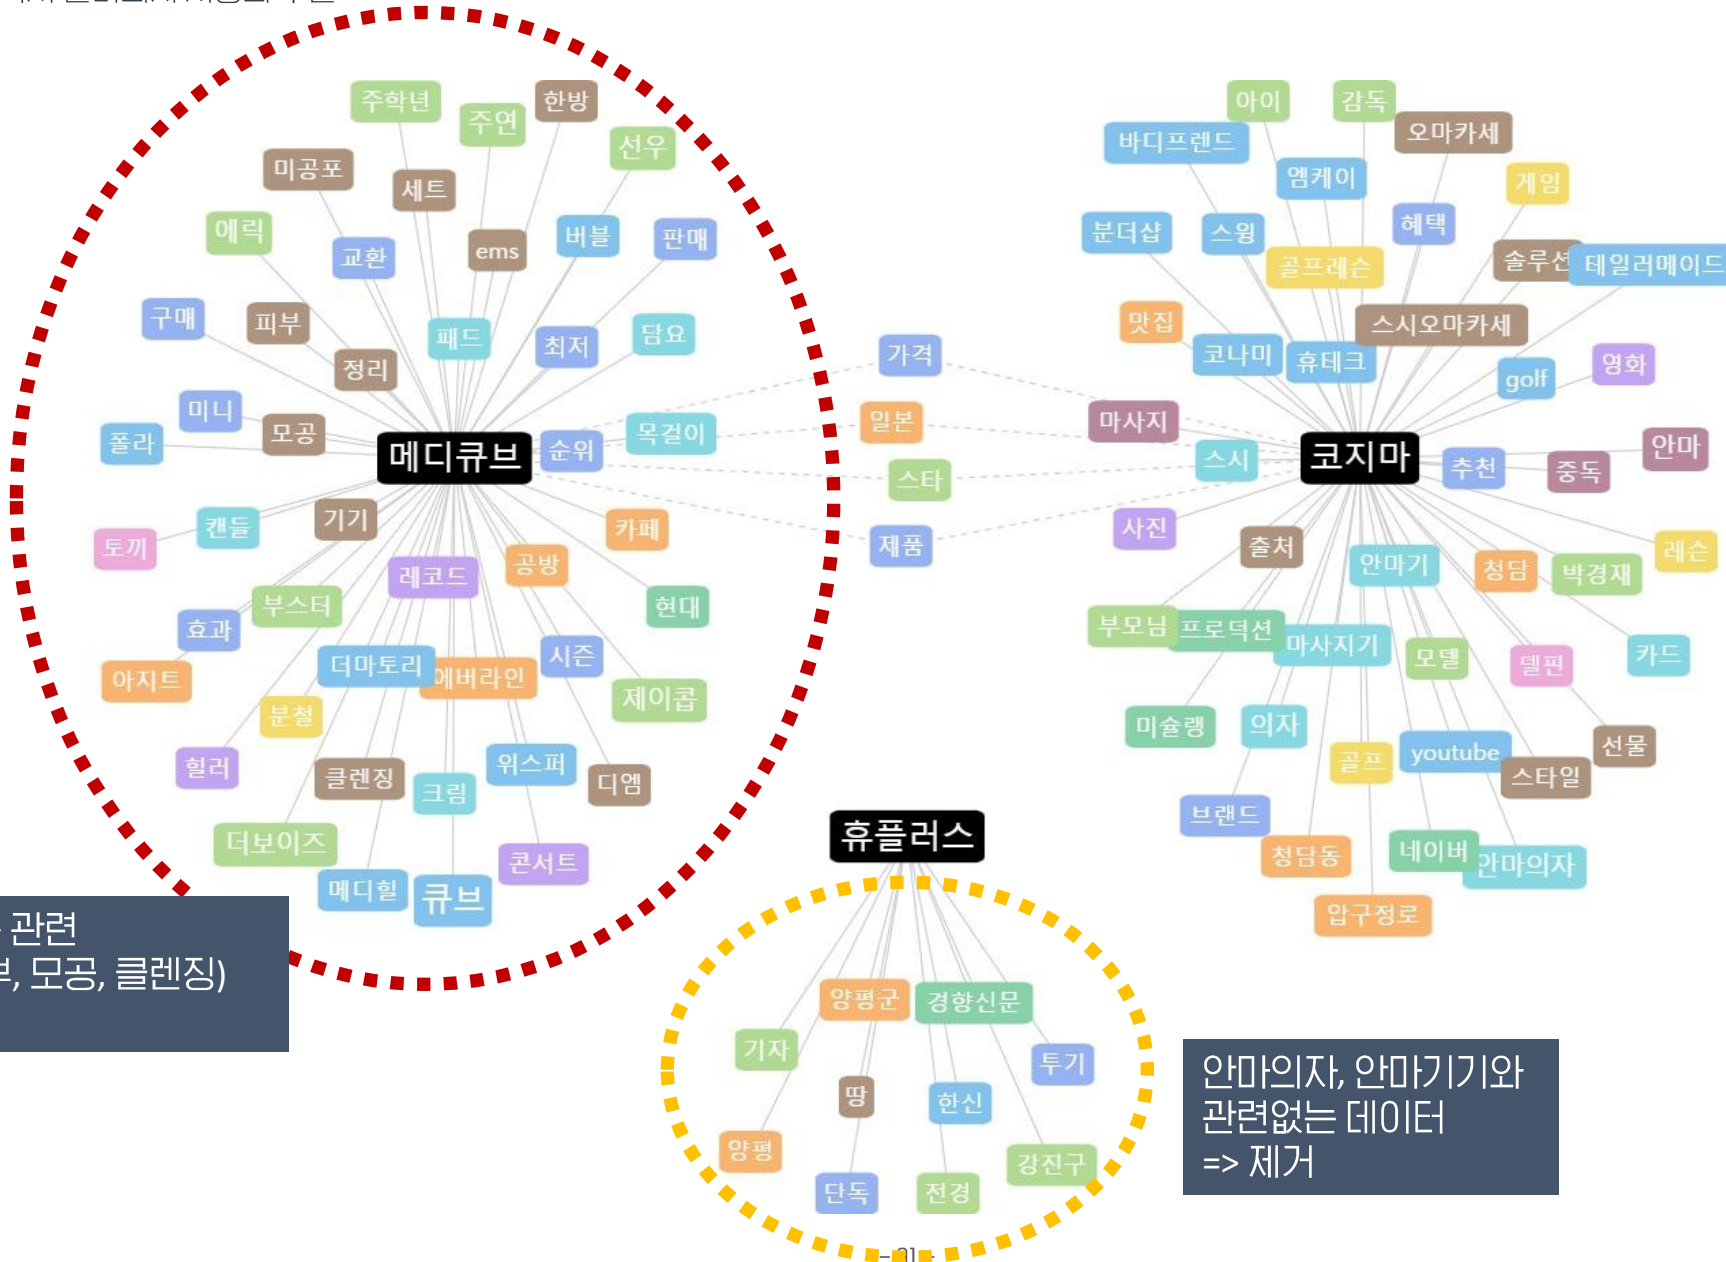 주학년
주연
한방
선우
미공포
세트
에릭
교환
ems
버블
판매
구매
피부
정리
패드
최저
담요
미니
모공
폴라
메디큐브
순위
목걸이
토끼
캔들
기기
레코드
공방
카페
현대
부스터
효과
아지트
더마토리
에버라인
시즌
제이콥
분철
힐러
클렌징
크림
위스퍼
디엠
더보이즈
메디힐
큐브
콘서트
가격
일본
스타
제품
아이
감독
오마카세
바디프렌드
엠케이
게임
분더샵
스윙
혜택
골프레슨
솔루션
테일러메이드
맛집
코나미
휴테크
스시오마카세
golf
영화
마사지
스시
코지마
추천
중독
안마
사진
출처
안마기
청담
박경재
레슨
부모님
프로덕션
마사지기
모델
델핀
카드
미슐랭
의자
골프
youtube
스타일
선물
브랜드
청담동
네이버
안마의자
압구정로
휴플러스
양평군
경향신문
기자
투기
땅
한신
양평
단독
전경
강진구
관련
모공, 클렌징)
안마의자, 안마기기와
관련없는 데이터
=> 제거